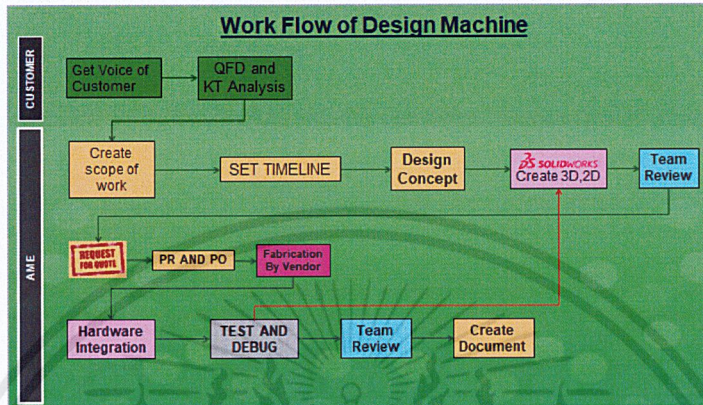 Work Flow of Design Machine
CUSTOMER
Get Voice of
Customer
QFD and
KT Analysis
AME
Create
scope of
work
SET TIMELINE
Design
Concept
SOLIDWORKS
Create 3D,2D
Team
Review
REQUEST
FOR QUOTE
PR AND PO
Fabrication
By Vendor
Hardware
Integration
TEST AND
DEBUG
Team
Review
Create
Document